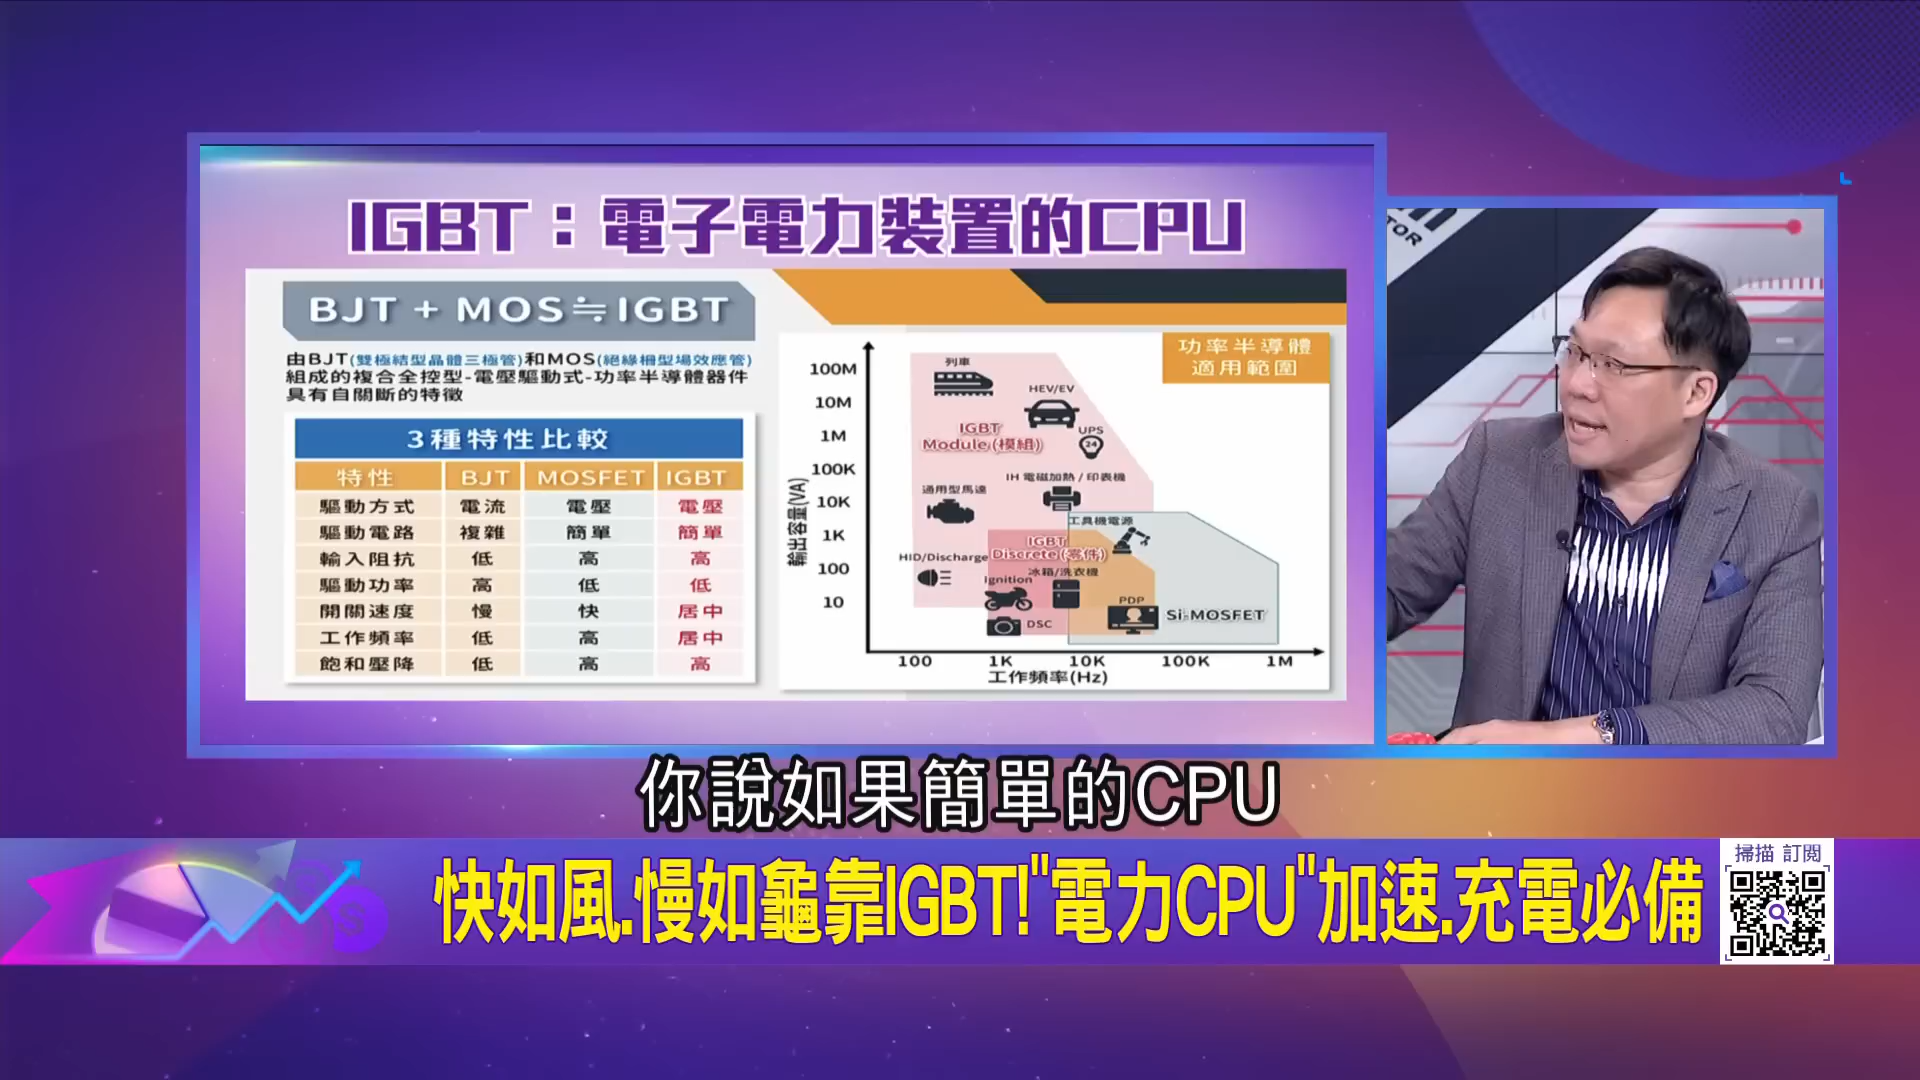 IGBT：電子電力裝置的CPU
BJT + MOS≒IGBT
由BJT(雙極結型晶體三極管)和MOS(絕緣柵型場效應管)
組成的複合全控型-電壓驅動式-功率半導體器件
具有自關斷的特徵
3種特性比較
特性 BJT MOSFET IGBT
驅動方式 電流 電壓 電壓
驅動電路 複雜 簡單 簡單
輸入阻抗 低 高 高
驅動功率 高 低 低
開關速度 慢 快 居中
工作頻率 低 高 居中
飽和壓降 低 高 高
功率半導體
適用範圍
輸出容量(VA)
100M
10M
1M
100K
10K
1K
100
10
列車
HEV/EV
UPS
24
IGBT
Module (模組)
IH 電磁加熱 / 印表機
通用型馬達
工具機電源
IGBT
Discrete (零件)
HID/Discharge
冰箱/洗衣機
Ignition
PDP
Si-MOSFET
DSC
100 1K 10K 100K 1M
工作頻率(Hz)
TOR
你說如果簡單的CPU
快如風.慢如龜靠IGBT!"電力CPU"加速.充電必備
掃描 訂閱